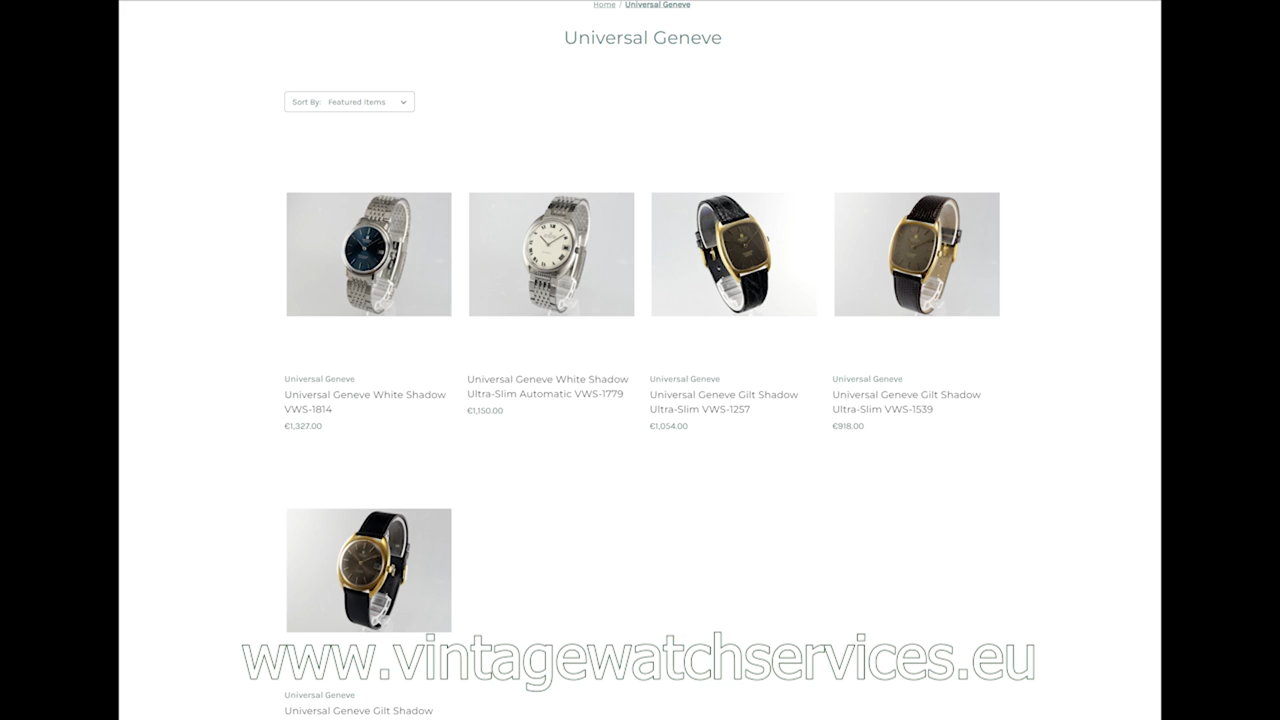 Home / Universal Geneve
Universal Geneve
Sort By: Featured Items
Universal Geneve
Universal Geneve White Shadow
VWS-1814
€1,327.00
Universal Geneve White Shadow
Ultra-Slim Automatic VWS-1779
€1,150.00
Universal Geneve
Universal Geneve Gilt Shadow
Ultra-Slim VWS-1257
€1,054.00
Universal Geneve
Universal Geneve Gilt Shadow
Ultra-Slim VWS-1539
€918.00
www.vintagewatchservices.eu
Universal Geneve
Universal Geneve Gilt Shadow